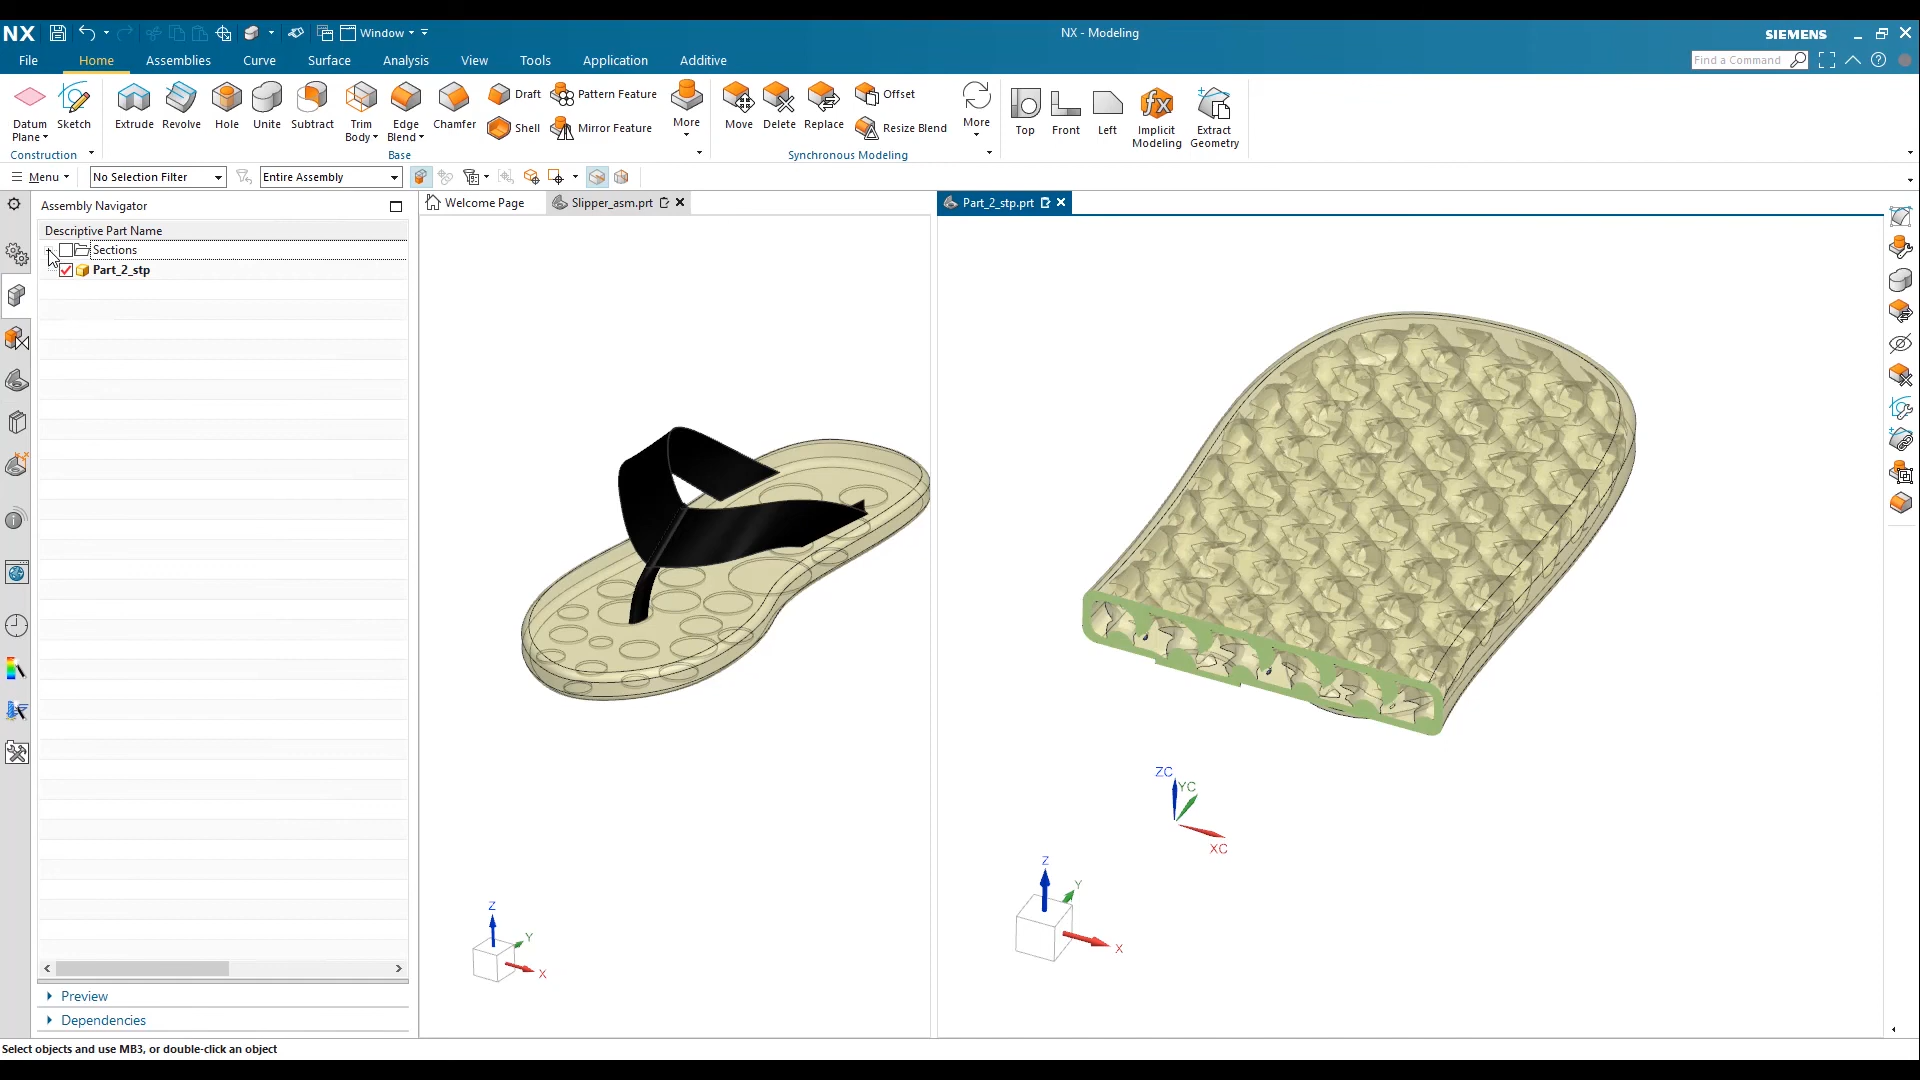 NX Window NX - Modeling SIEMENS
File Home Assemblies Curve Surface Analysis View Tools Application Additive Find a Command
Datum Plane Sketch Extrude Revolve Hole Unite Subtract Trim Body Edge Blend Chamfer Draft Shell Pattern Feature Mirror Feature More Move Delete Replace Offset Resize Blend More Top Front Left Implicit Modeling Extract Geometry
Construction Base Synchronous Modeling
Menu No Selection Filter Entire Assembly
Assembly Navigator Welcome Page Slipper_asm.prt Part_2_stp.prt
Descriptive Part Name
Sections
Part_2_stp
ZC
YC
XC
Z
Y
X
Z
Y
X
Preview
Dependencies
Select objects and use MB3, or double-click an object